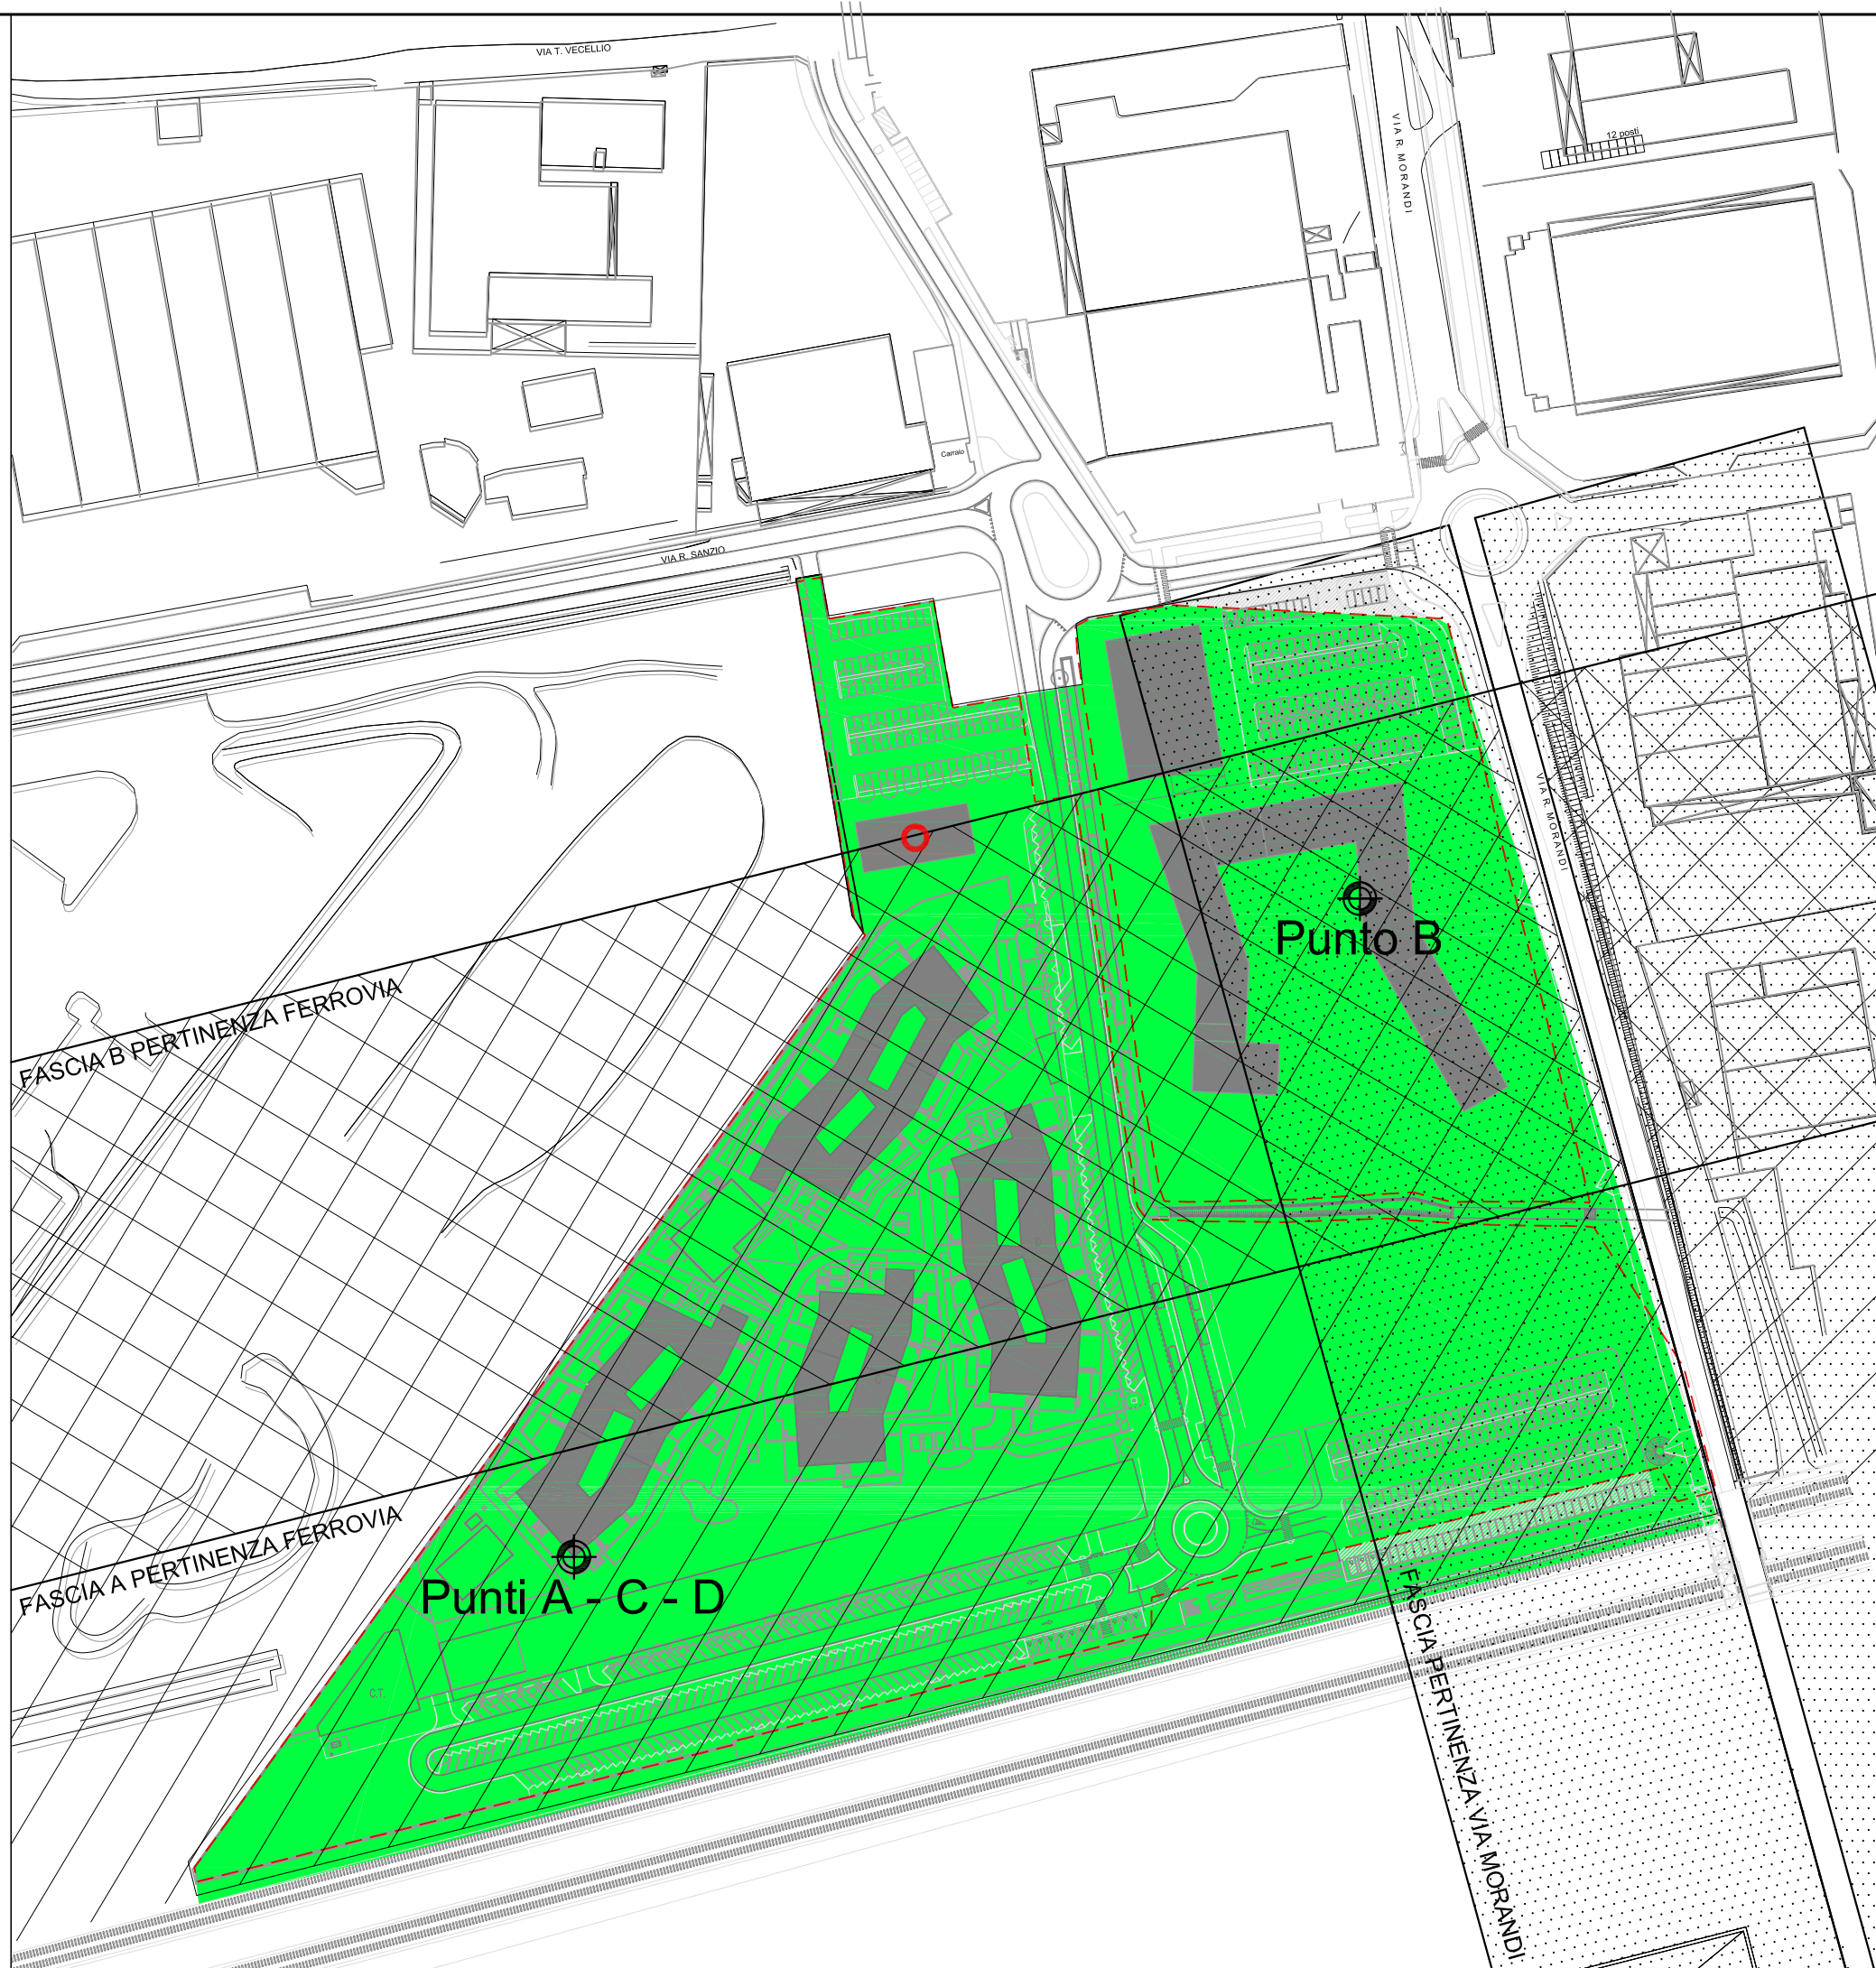 VIA T. VECELLIO
VIA R. MORANDI
12 posti
Carraio
VIA R. SANZIO
VIA R. MORANDI
Punto B
FASCIA B PERTINENZA FERROVIA
FASCIA A PERTINENZA FERROVIA
Punti A - C - D
C.T.
FASCIA PERTINENZA VIA MORANDI